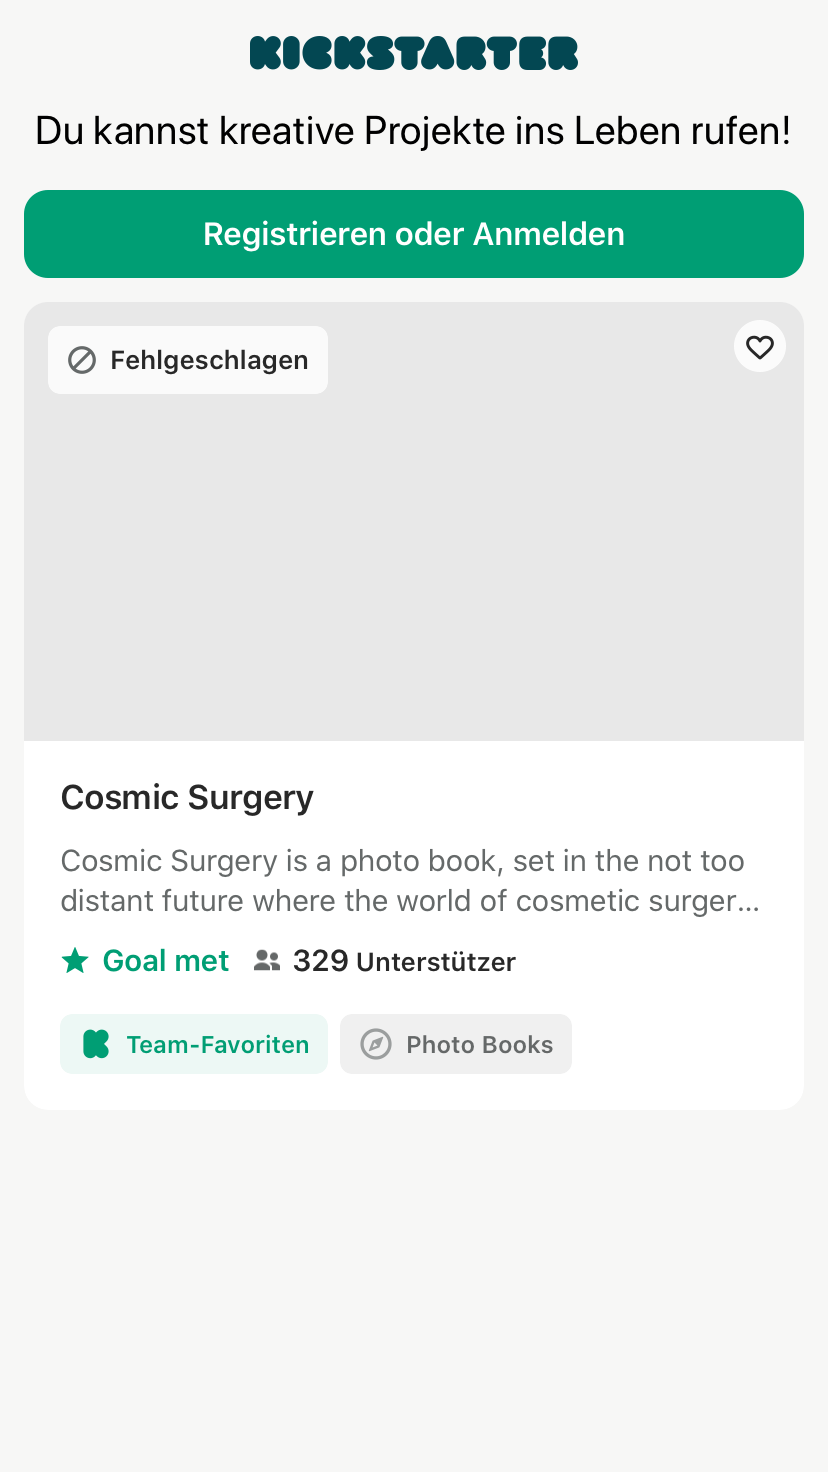 KICKSTARTER
Du kannst kreative Projekte ins Leben rufen!
Registrieren oder Anmelden
Fehlgeschlagen
Cosmic Surgery
Cosmic Surgery is a photo book, set in the not too
distant future where the world of cosmetic surger...
Goal met 329 Unterstützer
Team-Favoriten Photo Books